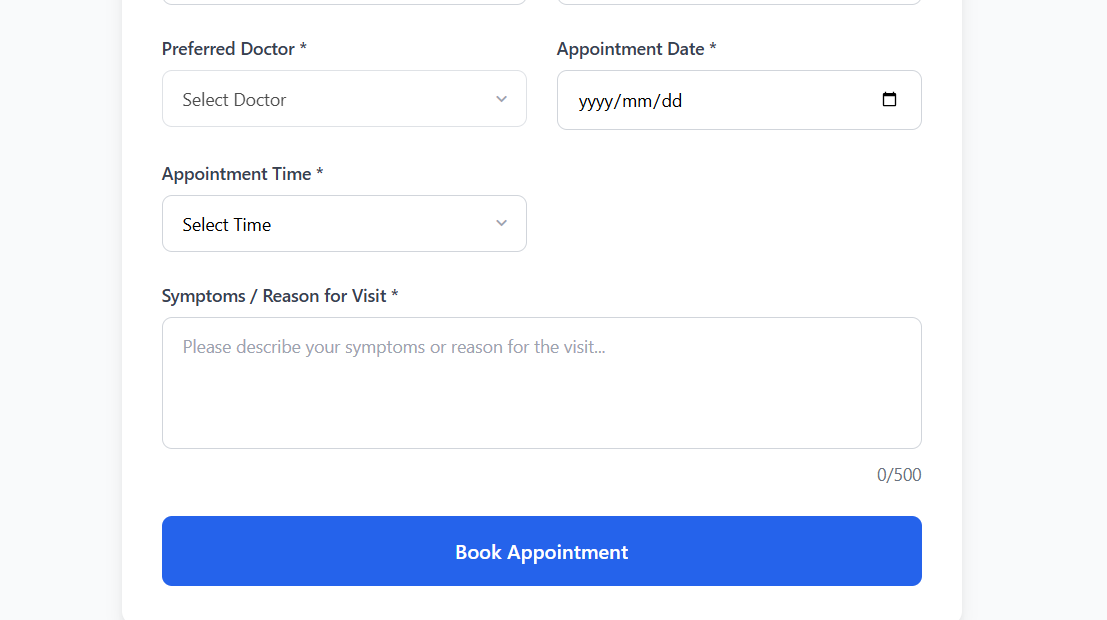 Preferred Doctor *
Appointment Date *
Select Doctor
yyyy/mm/dd
Appointment Time *
Select Time
Symptoms / Reason for Visit *
Please describe your symptoms or reason for the visit...
0/500
Book Appointment